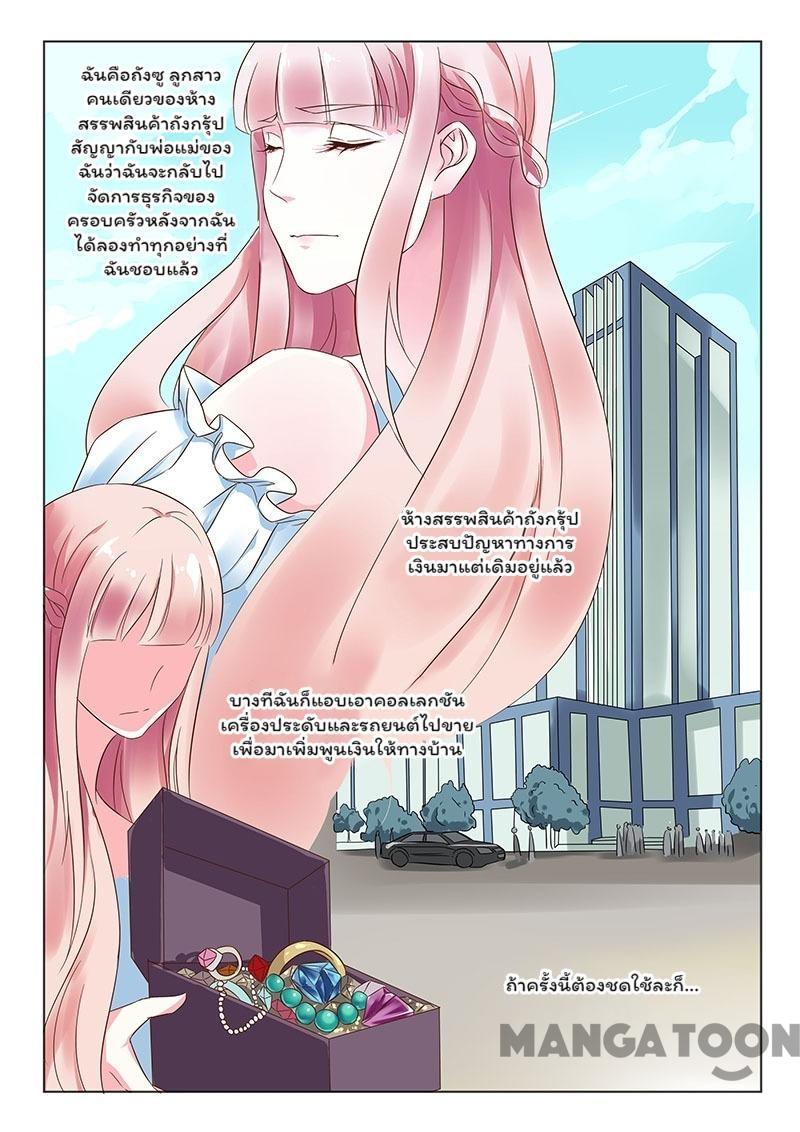 ฉันคือถังซู ลูกสาว
คนเดียวของห้าง
สรรพสินค้าถังกรุ้ป
สัญญากับพ่อแม่ของ
ฉันว่าฉันจะกลับไป
จัดการธุรกิจของ
ครอบครัวหลังจากฉัน
ได้ลองทำทุกอย่างที่
ฉันชอบแล้ว
ห้างสรรพสินค้าถังกรุ้ป
ประสบปัญหาทางการ
เงินมาแต่เดิมอยู่แล้ว
บางทีฉันก็แอบเอาคอลเลกชัน
เครื่องประดับและรถยนต์ไปขาย
เพื่อมาเพิ่มพูนเงินให้ทางบ้าน
ถ้าครั้งนี้ต้องชดใช้ละก็...
MANGATOON